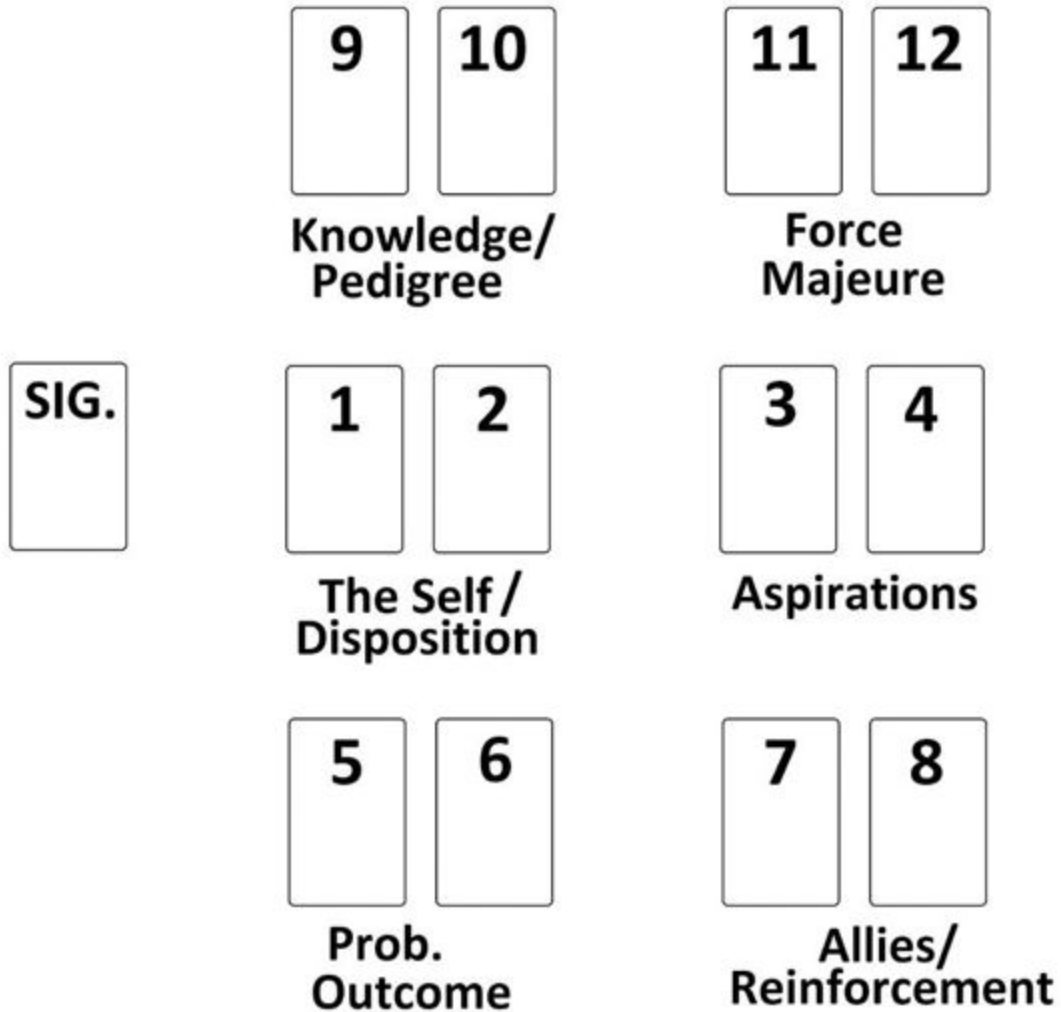 9 10 11 12
Knowledge/
Pedigree
Force
Majeure
SIG. 1 2 3 4
The Self/
Disposition
Aspirations
5 6 7 8
Prob.
Outcome
Allies/
Reinforcement